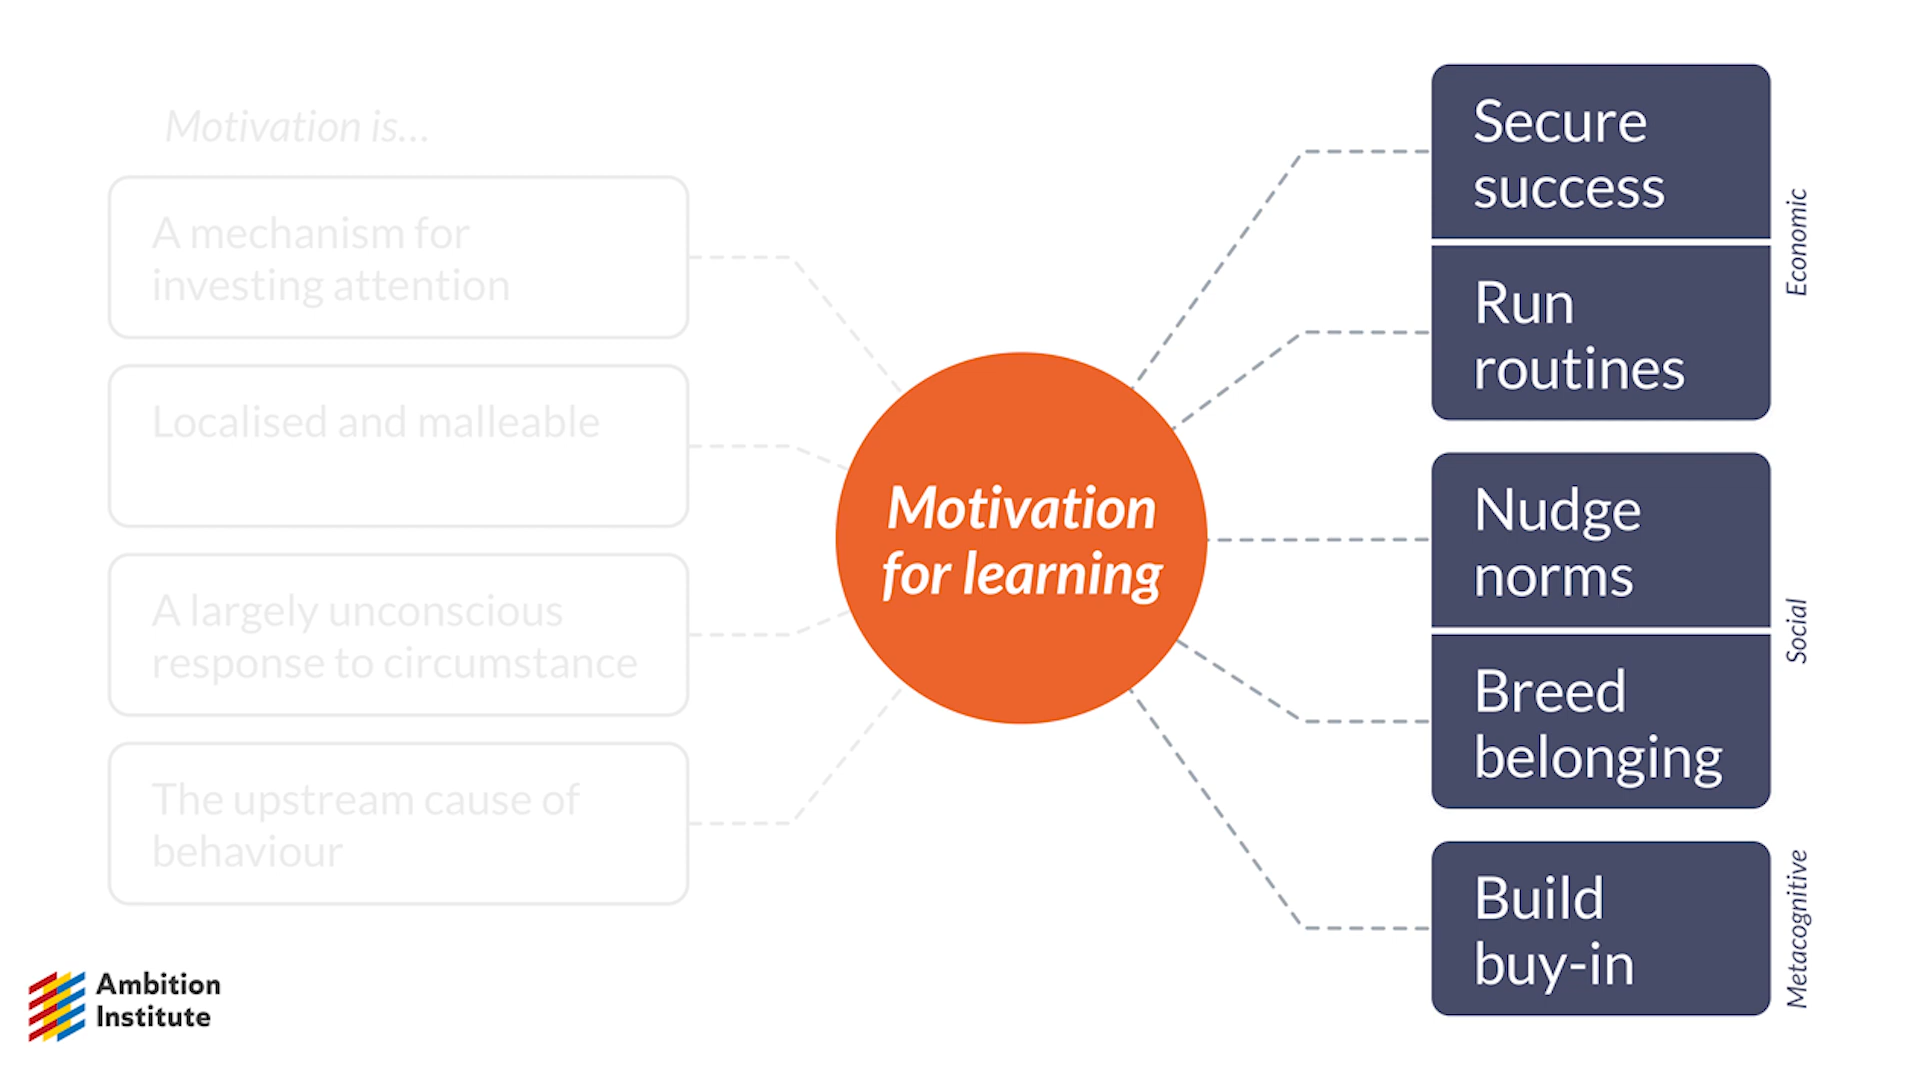 Motivation is...
A mechanism for
investing attention
Localised and malleable
A largely unconscious
response to circumstance
The upstream cause of
behaviour
Motivation
for learning
Secure
success
Run
routines
Economic
Nudge
norms
Breed
belonging
Social
Build
buy-in
Metacognitive
Ambition
Institute